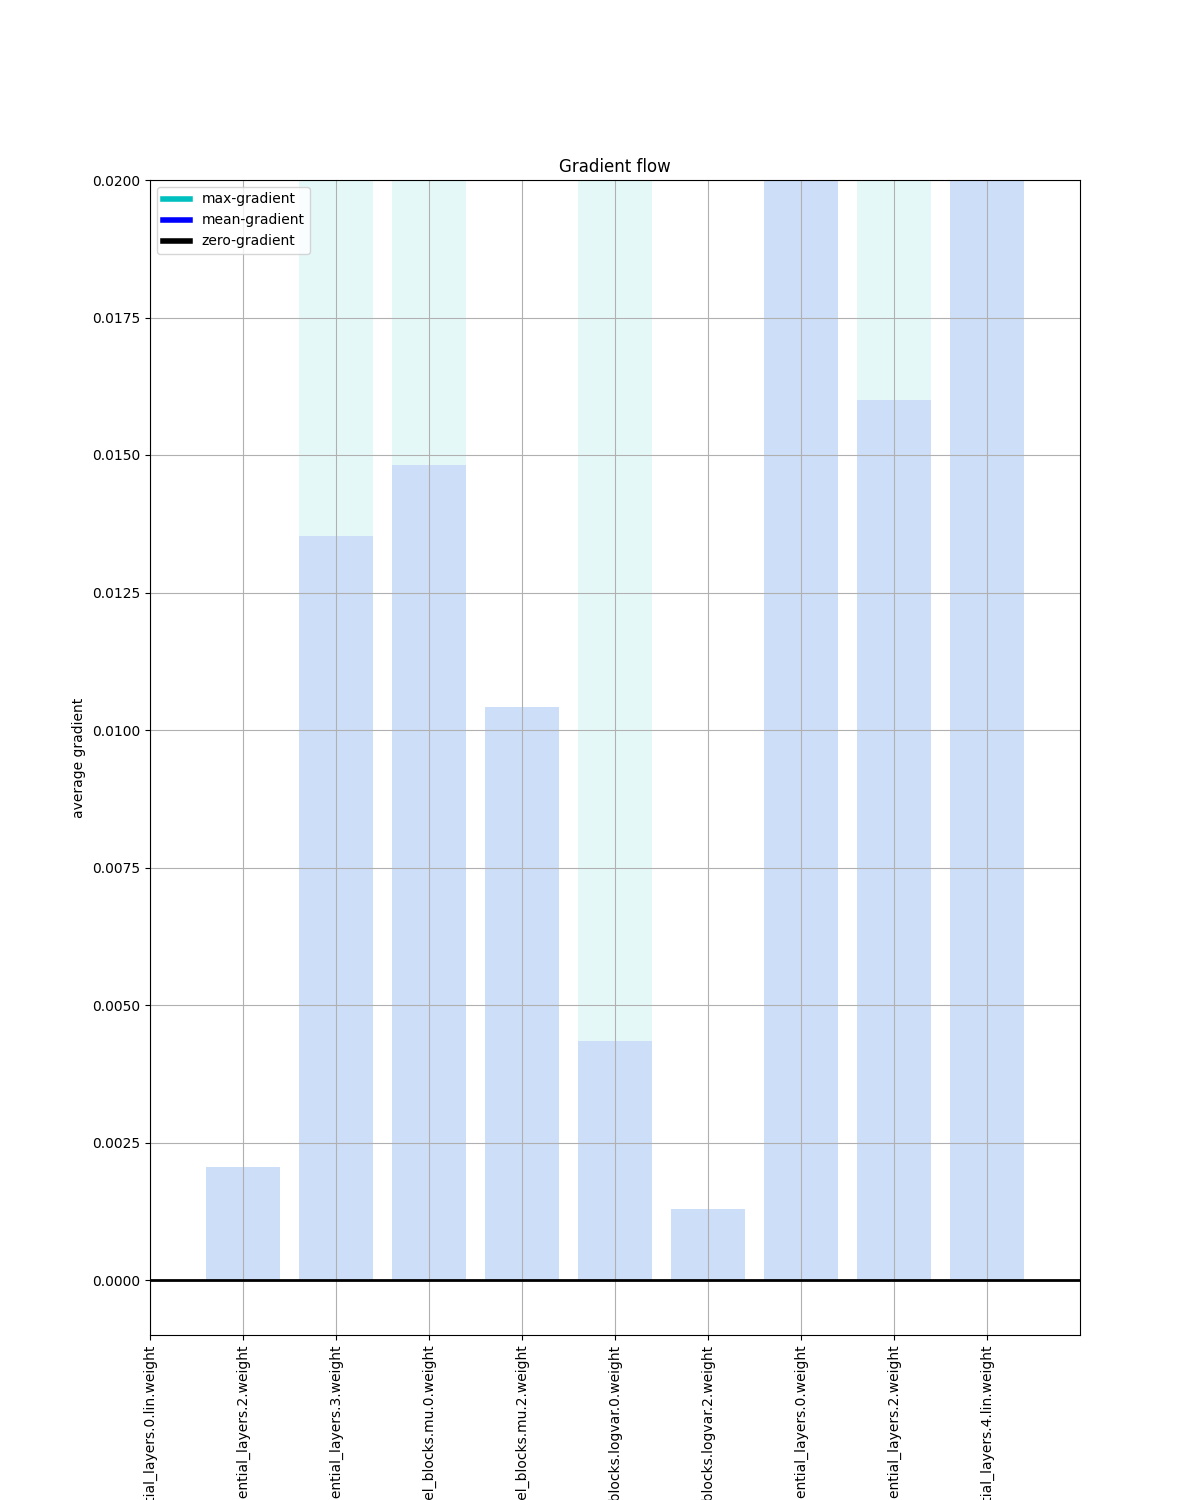 Gradient flow
max-gradient
mean-gradient
zero-gradient
0.0200
0.0175
0.0150
0.0125
0.0100
0.0075
0.0050
0.0025
0.0000
average gradient
tial_layers.0.lin.weight
ential_layers.2.weight
ential_layers.3.weight
el_blocks.mu.0.weight
el_blocks.mu.2.weight
blocks.logvar.0.weight
blocks.logvar.2.weight
ential_layers.0.weight
ential_layers.2.weight
tial_layers.4.lin.weight